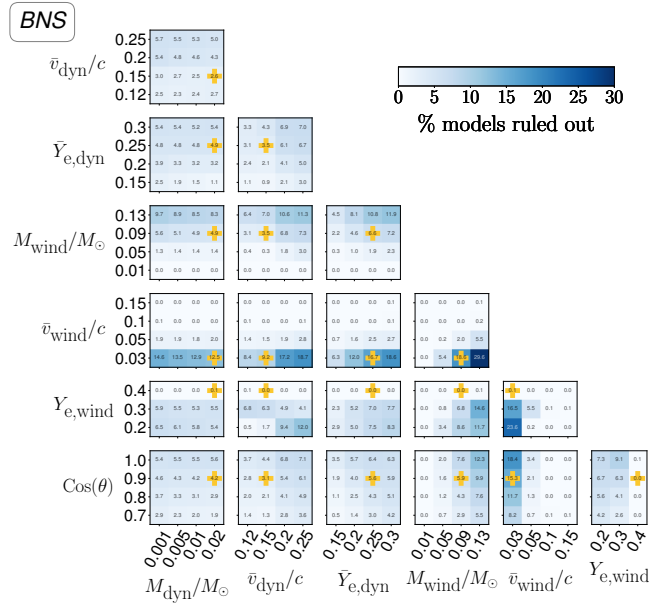 BNS
0 5 10 15 20 25 30
% models ruled out
v̄dyn/c
0.25 5.7 5.5 5.3 5.0
0.2 5.4 4.8 4.6 4.3
0.15 3.0 2.7 2.5 2.6
0.12 2.5 2.3 2.4 2.7
Ȳe,dyn
0.3 5.4 5.4 5.2 5.4 3.3 4.3 6.9 7.0
0.25 4.8 4.8 4.8 4.9 3.1 3.5 6.1 6.7
0.2 3.9 3.3 3.2 3.2 2.4 2.1 4.1 5.0
0.15 2.5 1.9 1.5 1.1 1.1 0.9 2.1 3.0
Mwind/M⊙
0.13 9.7 8.9 8.5 8.3 6.4 7.0 10.6 11.3 4.5 8.1 10.8 11.9
0.09 5.6 5.1 4.9 4.9 3.1 3.5 6.8 7.3 2.2 4.6 6.6 7.2
0.05 1.3 1.4 1.4 1.4 0.4 0.3 1.8 3.0 0.3 1.0 1.9 2.3
0.01 0.0 0.0 0.0 0.0 0.0 0.0 0.0 0.0 0.0 0.0 0.0 0.0
v̄wind/c
0.15 0.0 0.0 0.0 0.0 0.0 0.0 0.0 0.0 0.0 0.0 0.0 0.0 0.0 0.0 0.0 0.1
0.1 0.1 0.0 0.0 0.0 0.0 0.0 0.0 0.1 0.0 0.0 0.0 0.1 0.0 0.0 0.0 0.2
0.05 1.9 1.9 1.8 2.0 1.4 1.5 1.9 2.8 0.7 1.6 2.5 2.7 0.0 0.0 2.0 5.5
0.03 14.6 13.5 12.9 12.5 8.4 9.2 17.2 18.7 8.3 12.0 18.6 0.0 5.4 29.6
Ye,wind
0.4 0.0 0.0 0.0 0.1 0.1 0.0 0.0 0.0 0.0 0.0 0.0 0.0 0.0 0.0 0.0 0.1 0.1 0.0 0.0 0.0
0.3 5.9 5.5 5.5 5.3 6.8 6.3 4.9 4.1 2.3 5.2 7.0 7.7 0.0 0.8 6.8 14.6 16.5 5.5 0.1 0.1
0.2 6.5 6.1 5.8 5.4 0.5 1.7 9.4 12.0 2.9 5.0 7.5 8.3 0.0 3.4 8.6 11.7 23.6 2.0 0.0 0.0
Cos(θ)
1.0 5.4 5.5 5.5 5.6 3.7 4.4 6.8 7.1 3.5 5.7 6.4 6.3 0.0 2.8 7.6 12.3 18.4 3.4 0.1 0.0 7.3 9.1 0.1
0.9 4.6 4.3 4.2 4.2 2.7 3.1 5.4 6.1 2.5 4.4 5.6 5.9 0.0 1.6 5.9 9.9 15.3 2.1 0.0 0.0 6.7 6.3 0.0
0.8 3.7 3.3 3.1 2.9 2.0 2.1 4.1 4.9 1.1 2.5 4.3 5.1 0.0 1.2 4.3 7.6 11.7 1.3 0.0 0.0 5.6 4.2 0.0
0.7 2.9 2.3 2.0 1.9 1.4 1.3 2.8 3.6 0.6 1.2 3.0 4.3 0.0 0.7 2.9 5.5 8.2 0.7 0.1 0.0 4.2 2.6 0.0
0.001 0.005 0.01 0.02 0.12 0.15 0.2 0.25 0.15 0.2 0.25 0.3 0.01 0.05 0.09 0.13 0.03 0.05 0.1 0.15 0.2 0.3 0.4
Mdyn/M⊙ v̄dyn/c Ȳe,dyn Mwind/M⊙ v̄wind/c Ye,wind